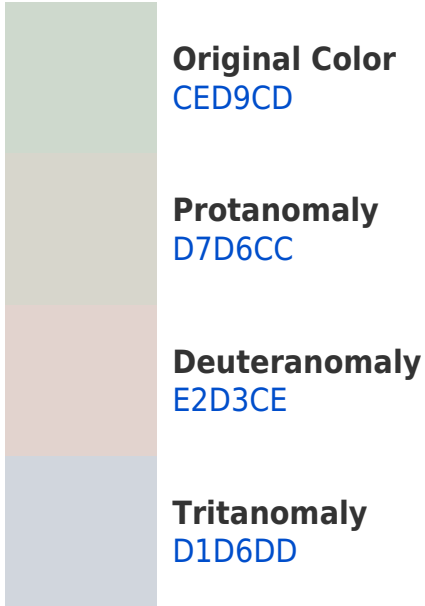 Original Color
CED9CD
Protanomaly
D7D6CC
Deuteranomaly
E2D3CE
Tritanomaly
D1D6DD